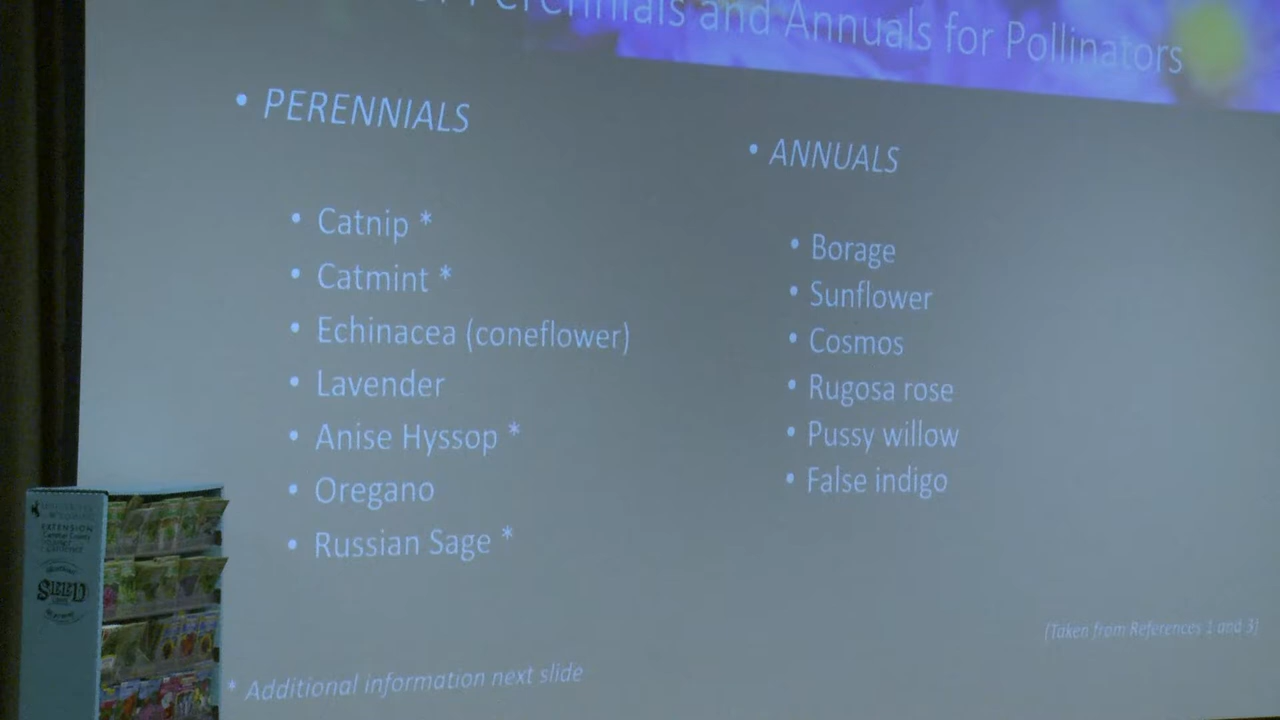 Perennials and Annuals for Pollinators
• PERENNIALS
• Catnip *
• Catmint *
• Echinacea (coneflower)
• Lavender
• Anise Hyssop *
• Oregano
• Russian Sage *
• ANNUALS
• Borage
• Sunflower
• Cosmos
• Rugosa rose
• Pussy willow
• False indigo
(Taken from References 1 and 3)
* Additional information next slide
EXTENSION
SEED